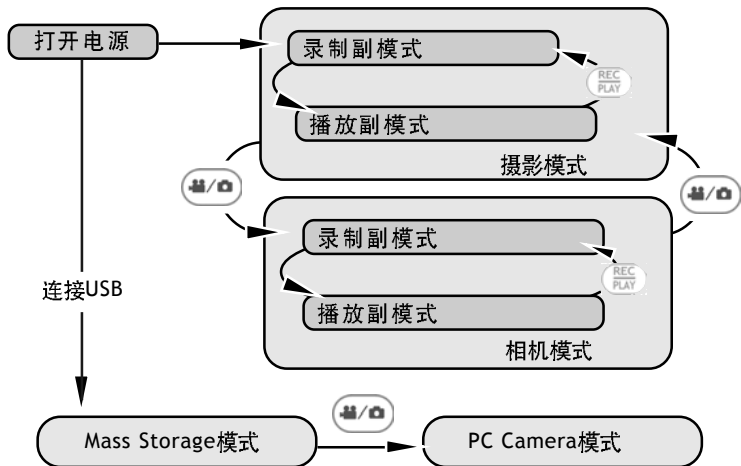 打开电源
录制副模式
REC
PLAY
播放副模式
摄影模式
录制副模式
REC
PLAY
播放副模式
相机模式
连接USB
Mass Storage模式
PC Camera模式